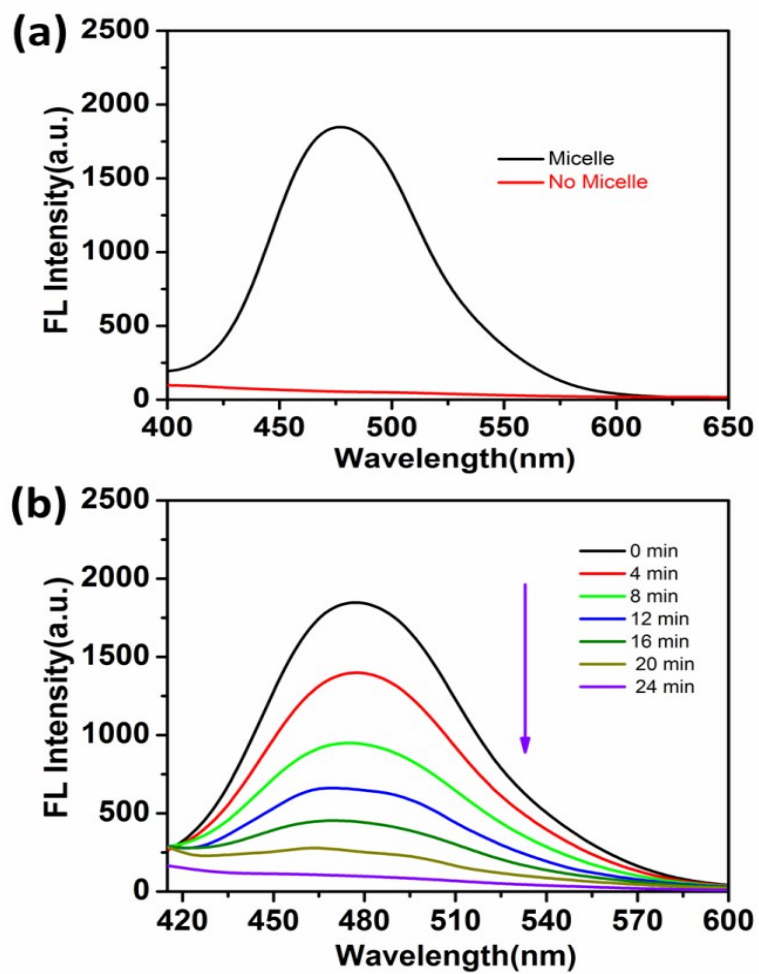 (a)
2500
2000
1500
1000
500
0
FL Intensity(a.u.)
Micelle
No Micelle
400 450 500 550 600 650
Wavelength(nm)
(b)
2500
2000
1500
1000
500
0
FL Intensity(a.u.)
0 min
4 min
8 min
12 min
16 min
20 min
24 min
420 450 480 510 540 570 600
Wavelength(nm)